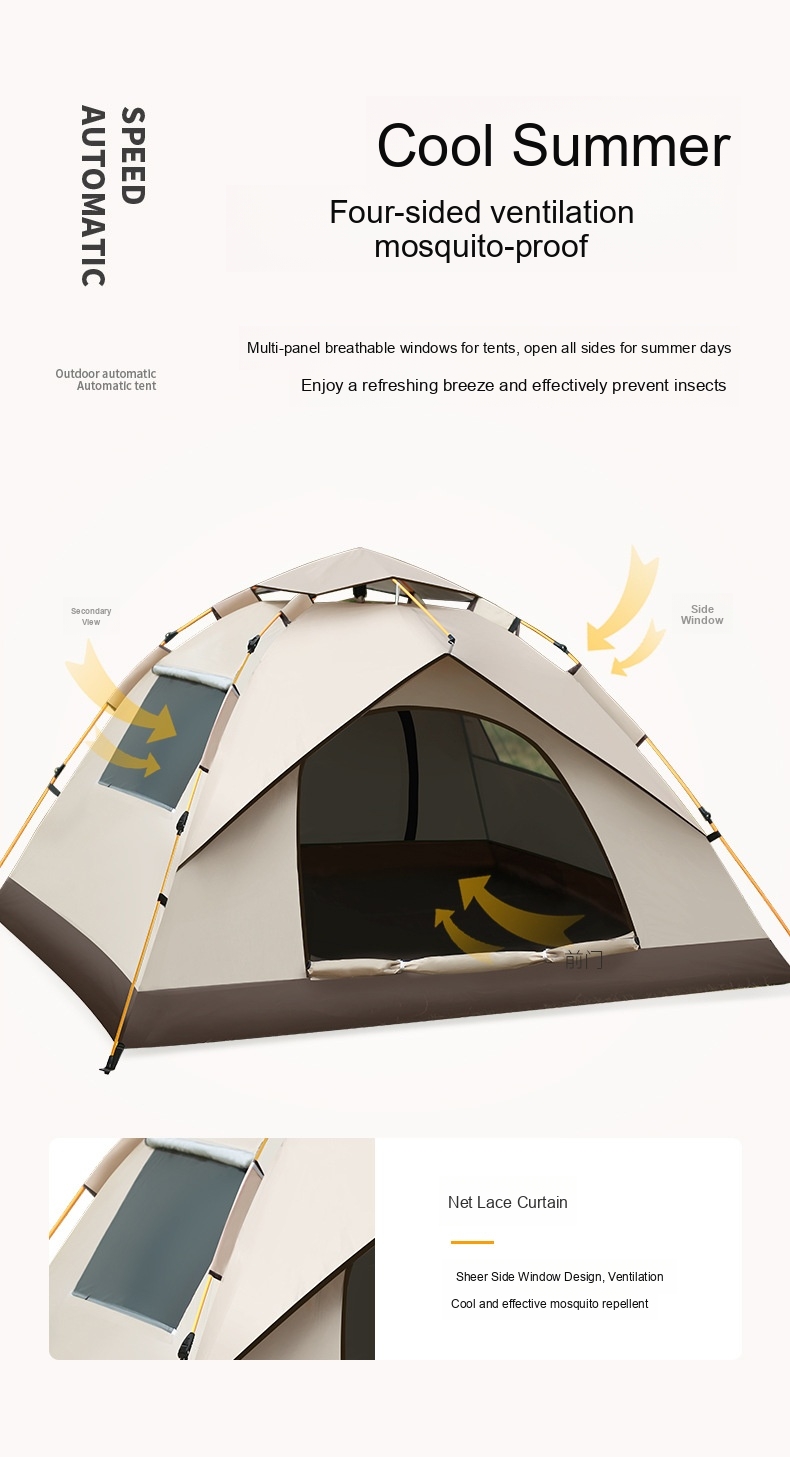 SPEED
AUTOMATIC
Cool Summer
Four-sided ventilation
mosquito-proof
Multi-panel breathable windows for tents, open all sides for summer days
Enjoy a refreshing breeze and effectively prevent insects
Outdoor automatic
Automatic tent
Secondary
View
Side
Window
前门
Net Lace Curtain
Sheer Side Window Design, Ventilation
Cool and effective mosquito repellent